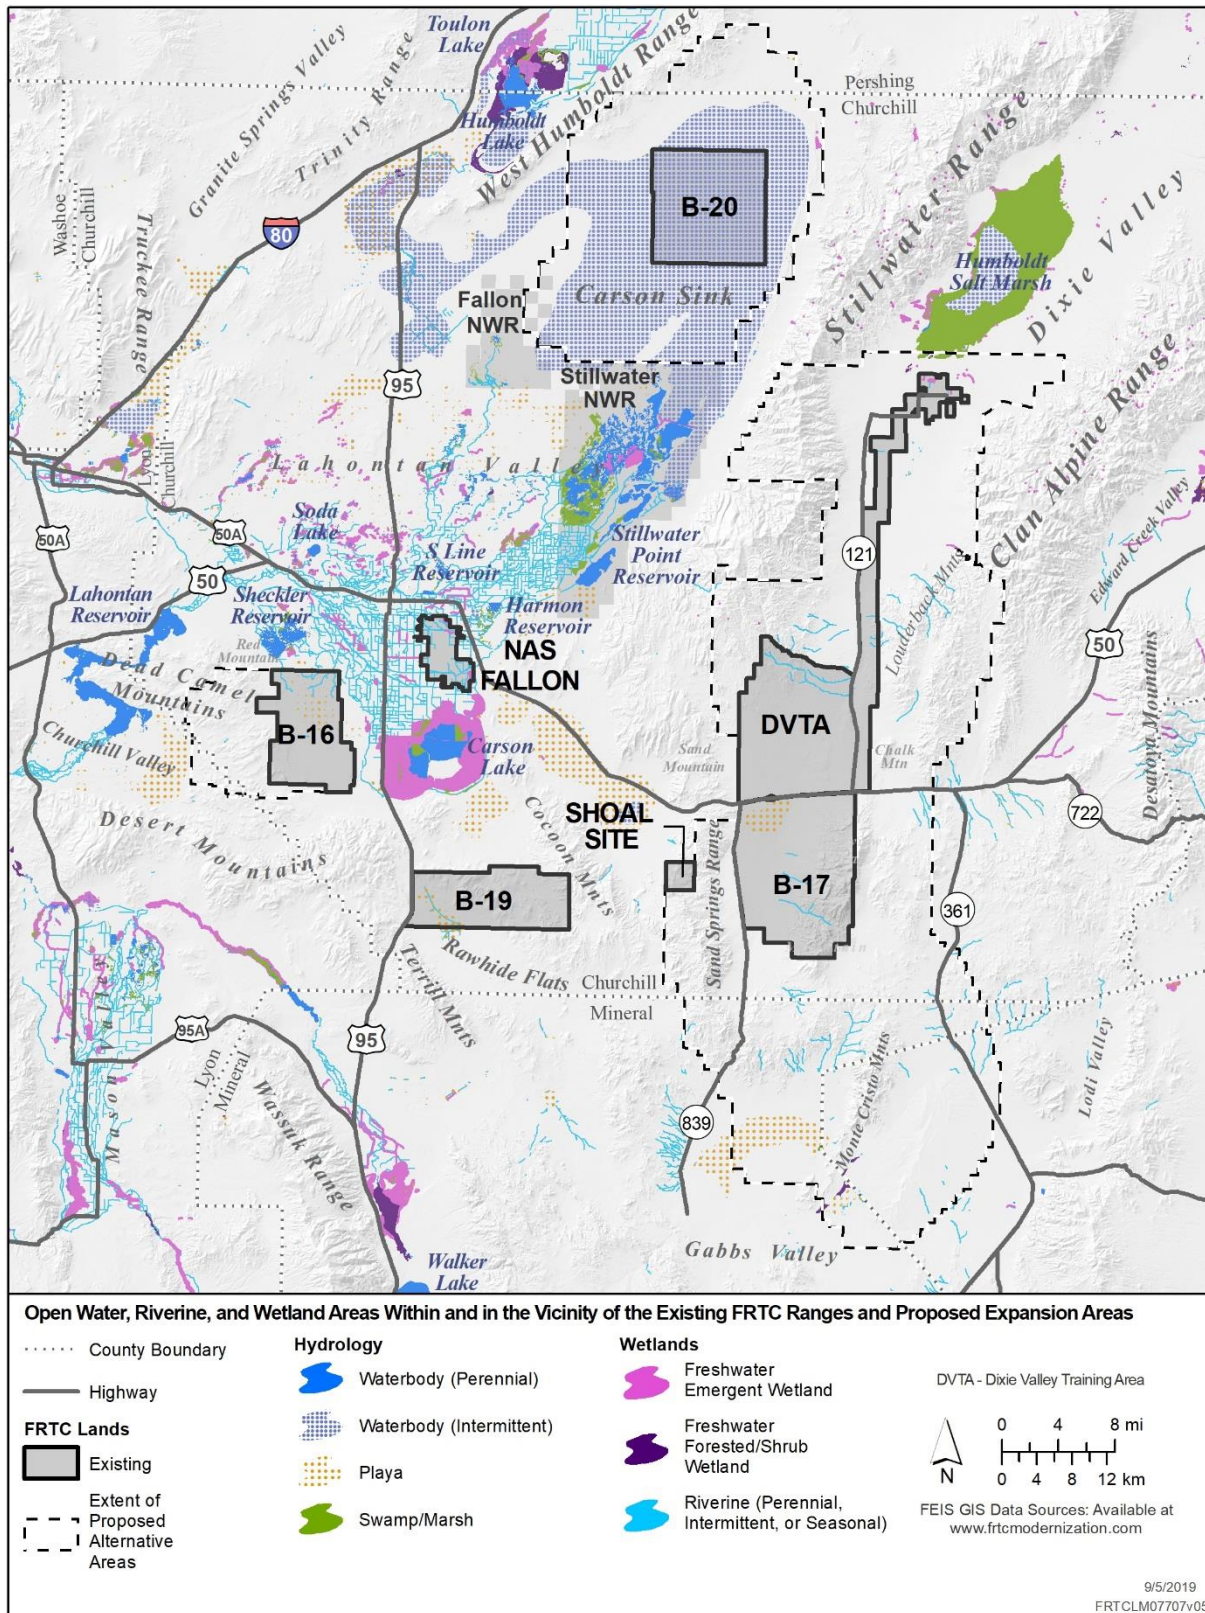 Toulon
Lake
Granite Springs Valley
Trinity Range
Humboldt
Lake
West Humboldt Range
Pershing
Churchill
Washoe
Churchill
Truckee Range
80
B-20
Stillwater Range
Humboldt
Salt Marsh
Dixie Valley
Carson Sink
Fallon
NWR
95
Stillwater
NWR
Clan Alpine Range
Lyon
Churchill
Lahontan Valley
Soda
Lake
50A
50A
S Line
Reservoir
Stillwater
Point
Reservoir
121
Edward Creek Valley
Lahontan
Reservoir
50
Sheckler
Reservoir
Harmon
Reservoir
Louderback Mnts
50
Red
Mountain
NAS
FALLON
Dead Camel
Mountains
Churchill Valley
B-16
Carson
Lake
DVTA
Sand
Mountain
Chalk
Mtn
Desatoya Mountains
SHOAL
SITE
722
Desert Mountains
Cocoon Mnts
Sand Springs Range
B-17
B-19
361
Rawhide Flats
Terrill Mnts
Churchill
Mineral
Mason Valley
95A
95
Lyon
Mineral
Wassuk Range
839
Monte Cristo Mnts
Lodi Valley
Gabbs Valley
Walker
Lake
Open Water, Riverine, and Wetland Areas Within and in the Vicinity of the Existing FRTC Ranges and Proposed Expansion Areas
County Boundary
Highway
FRTC Lands
Existing
Extent of
Proposed
Alternative
Areas
Hydrology
Waterbody (Perennial)
Waterbody (Intermittent)
Playa
Swamp/Marsh
Wetlands
Freshwater
Emergent Wetland
Freshwater
Forested/Shrub
Wetland
Riverine (Perennial,
Intermittent, or Seasonal)
DVTA - Dixie Valley Training Area
N
0 4 8 mi
0 4 8 12 km
FEIS GIS Data Sources: Available at
www.frtcmodernization.com
9/5/2019
FRTCLM07707v05